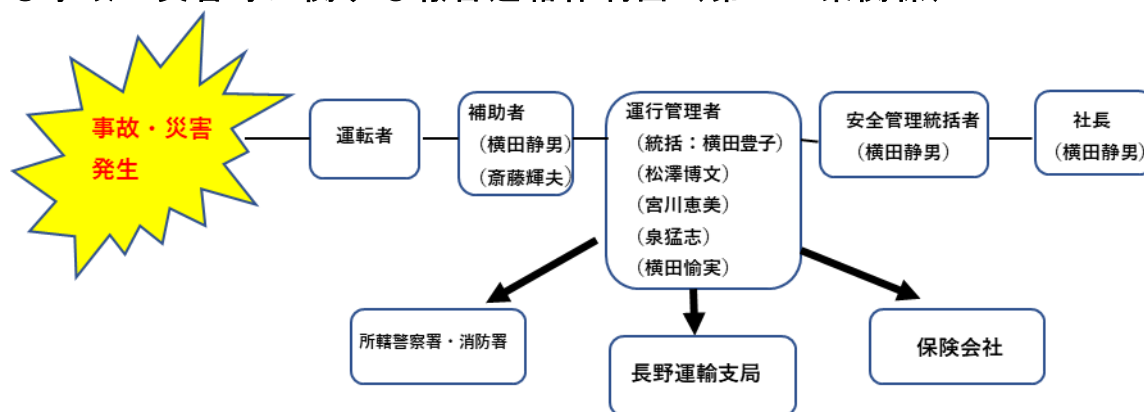 事故・災害
発生
運転者
補助者
（横田静男）
（斎藤輝夫）
運行管理者
（統括：横田豊子）
（松澤博文）
（宮川恵美）
（泉猛志）
（横田愉実）
安全管理統括者
（横田静男）
社長
（横田静男）
所轄警察署・消防署
長野運輸支局
保険会社